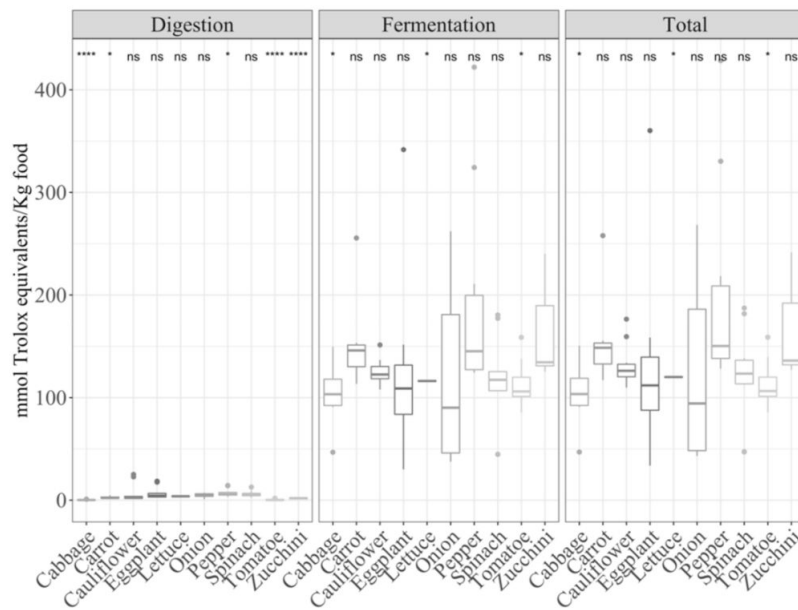 Digestion Fermentation Total
**** * ns ns ns ns * ns **** **** * ns ns ns * ns ns ns * ns * ns ns ns * ns ns ns * ns
400
300
200
100
0
mmol Trolox equivalents/Kg food
Cabbage Carrot Cauliflower Eggplant Lettuce Onion Pepper Spinach Tomatoe Zucchini Cabbage Carrot Cauliflower Eggplant Lettuce Onion Pepper Spinach Tomatoe Zucchini Cabbage Carrot Cauliflower Eggplant Lettuce Onion Pepper Spinach Tomatoe Zucchini